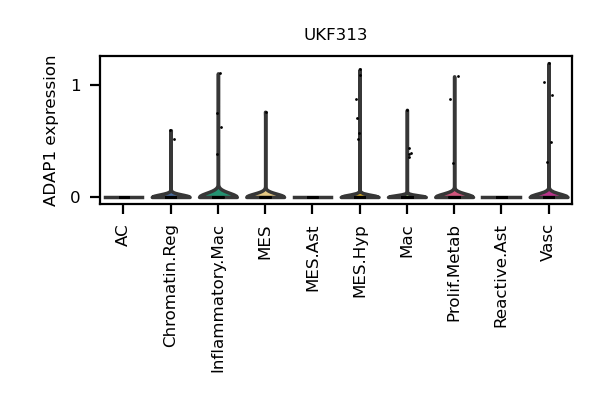 UKF313
ADAP1 expression
1
0
AC
Chromatin.Reg
Inflammatory.Mac
MES
MES.Ast
MES.Hyp
Mac
Prolif.Metab
Reactive.Ast
Vasc